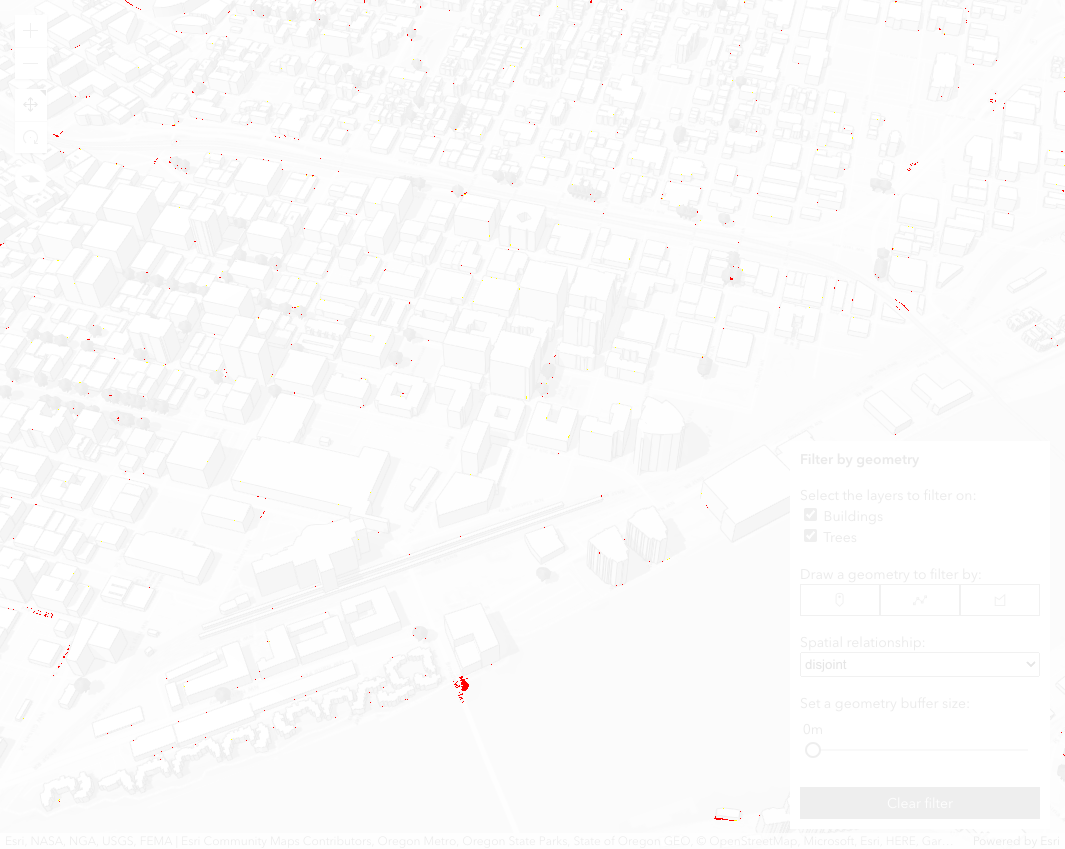 Filter by geometry
Select the layers to filter on:
Buildings
Trees
Draw a geometry to filter by:
Spatial relationship:
disjoint
Set a geometry buffer size:
0m
Clear filter
Esri, NASA, NGA, USGS, FEMA | Esri Community Maps Contributors, Oregon Metro, Oregon State Parks, State of Oregon GEO, © OpenStreetMap, Microsoft, Esri, HERE, Gar... Powered by Esri